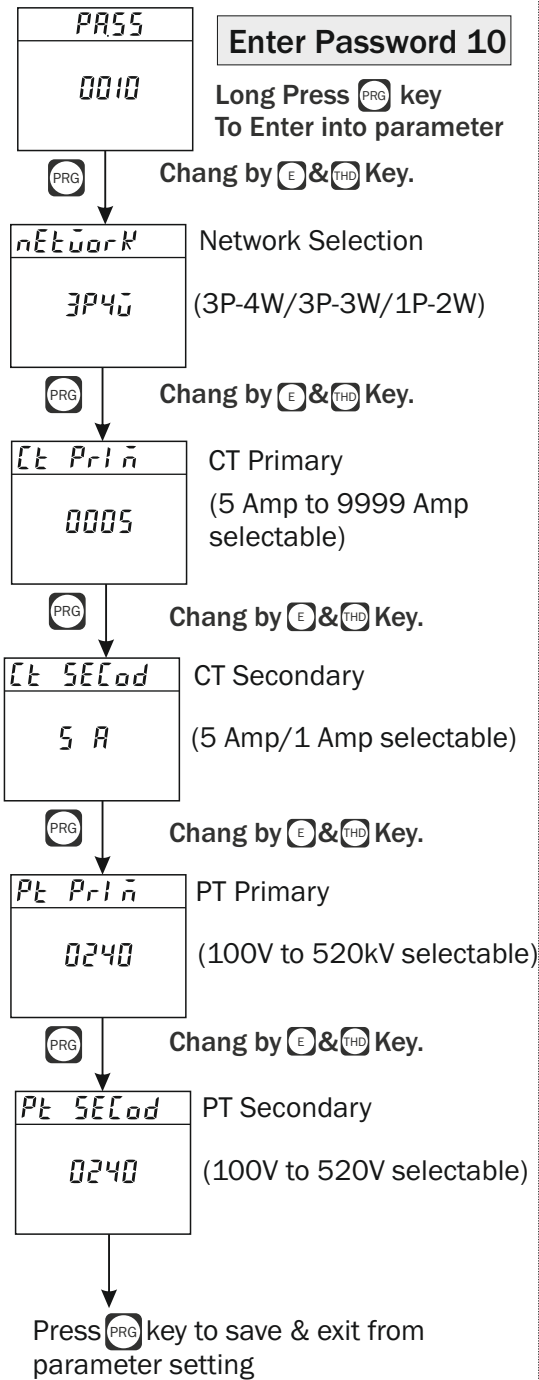 PASS
Enter Password 10
0010
Long Press PRG key
To Enter into parameter
PRG
Chang by E & THD Key.
nEtworK
Network Selection
3P4w
(3P-4W/3P-3W/1P-2W)
PRG
Chang by E & THD Key.
Ct PrIm
CT Primary
(5 Amp to 9999 Amp
selectable)
0005
PRG
Chang by E & THD Key.
Ct SECod
CT Secondary
5 A
(5 Amp/1 Amp selectable)
PRG
Chang by E & THD Key.
Pt PrIm
PT Primary
0240
(100V to 520kV selectable)
PRG
Chang by E & THD Key.
Pt SECod
PT Secondary
0240
(100V to 520V selectable)
Press PRG key to save & exit from
parameter setting